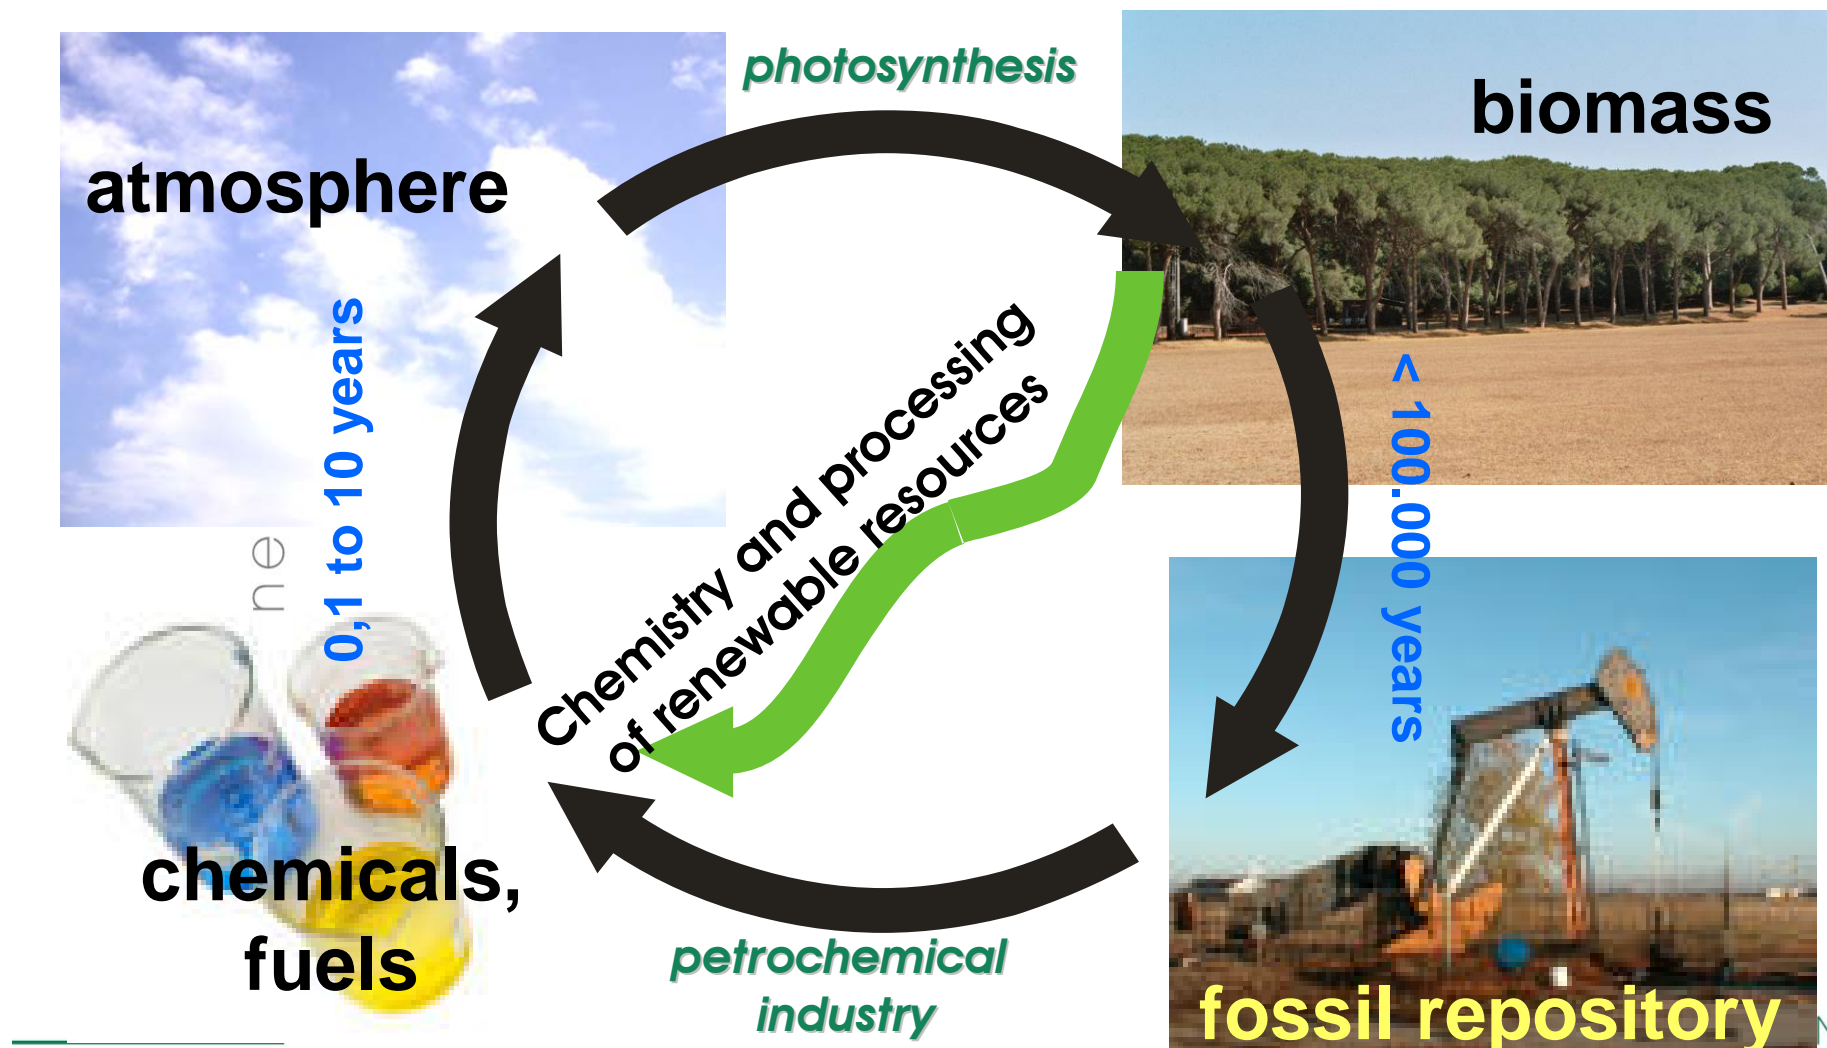 photosynthesis
biomass
atmosphere
0,1 to 10 years
Chemistry and processing
of renewable resources
< 100.000 years
ne
chemicals,
fuels
petrochemical
industry
fossil repository
N